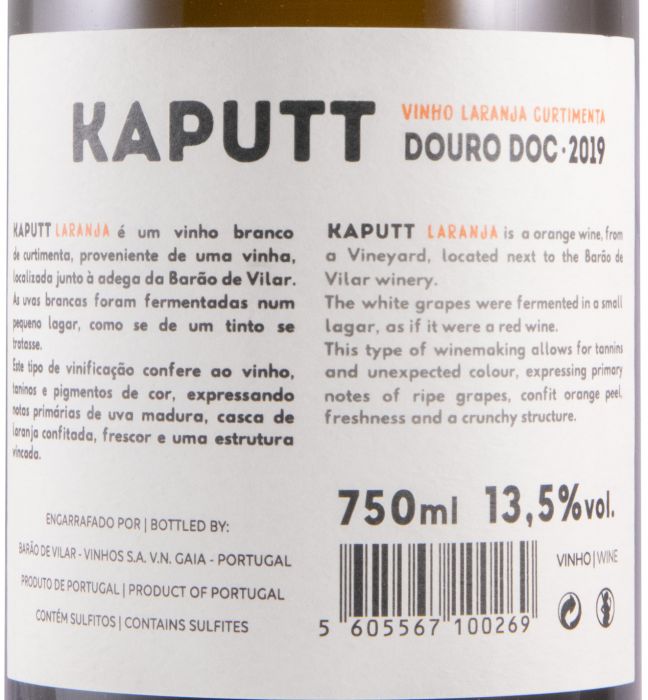 KAPUTT
VINHO LARANJA CURTIMENTA
DOURO DOC · 2019
KAPUTT LARANJA é um vinho branco
de curtimenta, proveniente de uma vinha,
localizada junto à adega da Barão de Vilar.
As uvas brancas foram fermentadas num
pequeno lagar, como se de um tinto se
tratasse.
Este tipo de vinificação confere ao vinho,
taninos e pigmentos de cor, expressando
notas primárias de uva madura, casca de
laranja confitada, frescor e uma estrutura
vincada.
KAPUTT LARANJA is a orange wine, from
a Vineyard, located next to the Barão de
Vilar winery.
The white grapes were fermented in a small
lagar, as if it were a red wine.
This type of winemaking allows for tannins
and unexpected colour, expressing primary
notes of ripe grapes, confit orange peel,
freshness and a crunchy structure.
ENGARRAFADO POR | BOTTLED BY:
BARÃO DE VILAR - VINHOS S.A. V.N. GAIA - PORTUGAL
PRODUTO DE PORTUGAL | PRODUCT OF PORTUGAL
CONTÉM SULFITOS | CONTAINS SULFITES
750ml 13,5%vol.
VINHO | WINE
5 605567 100269